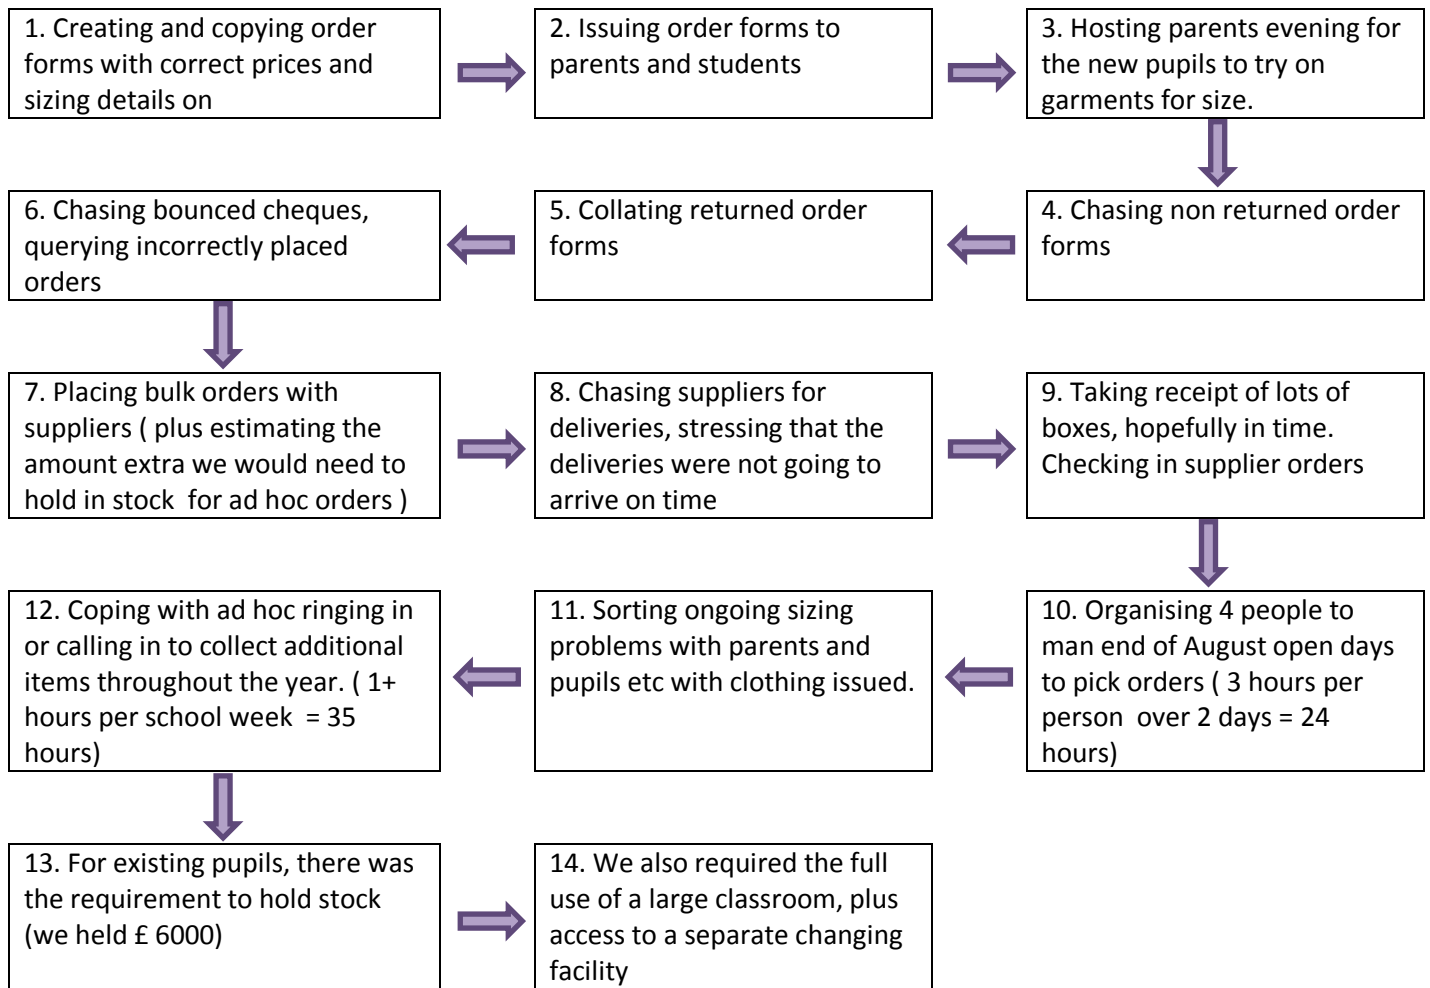 1. Creating and copying order
forms with correct prices and
sizing details on
2. Issuing order forms to
parents and students
3. Hosting parents evening for
the new pupils to try on
garments for size.
4. Chasing non returned order
forms
5. Collating returned order
forms
6. Chasing bounced cheques,
querying incorrectly placed
orders
7. Placing bulk orders with
suppliers ( plus estimating the
amount extra we would need to
hold in stock for ad hoc orders )
8. Chasing suppliers for
deliveries, stressing that the
deliveries were not going to
arrive on time
9. Taking receipt of lots of
boxes, hopefully in time.
Checking in supplier orders
10. Organising 4 people to
man end of August open days
to pick orders ( 3 hours per
person over 2 days = 24
hours)
11. Sorting ongoing sizing
problems with parents and
pupils etc with clothing issued.
12. Coping with ad hoc ringing in
or calling in to collect additional
items throughout the year. ( 1+
hours per school week = 35
hours)
13. For existing pupils, there was
the requirement to hold stock
(we held £ 6000)
14. We also required the full
use of a large classroom, plus
access to a separate changing
facility